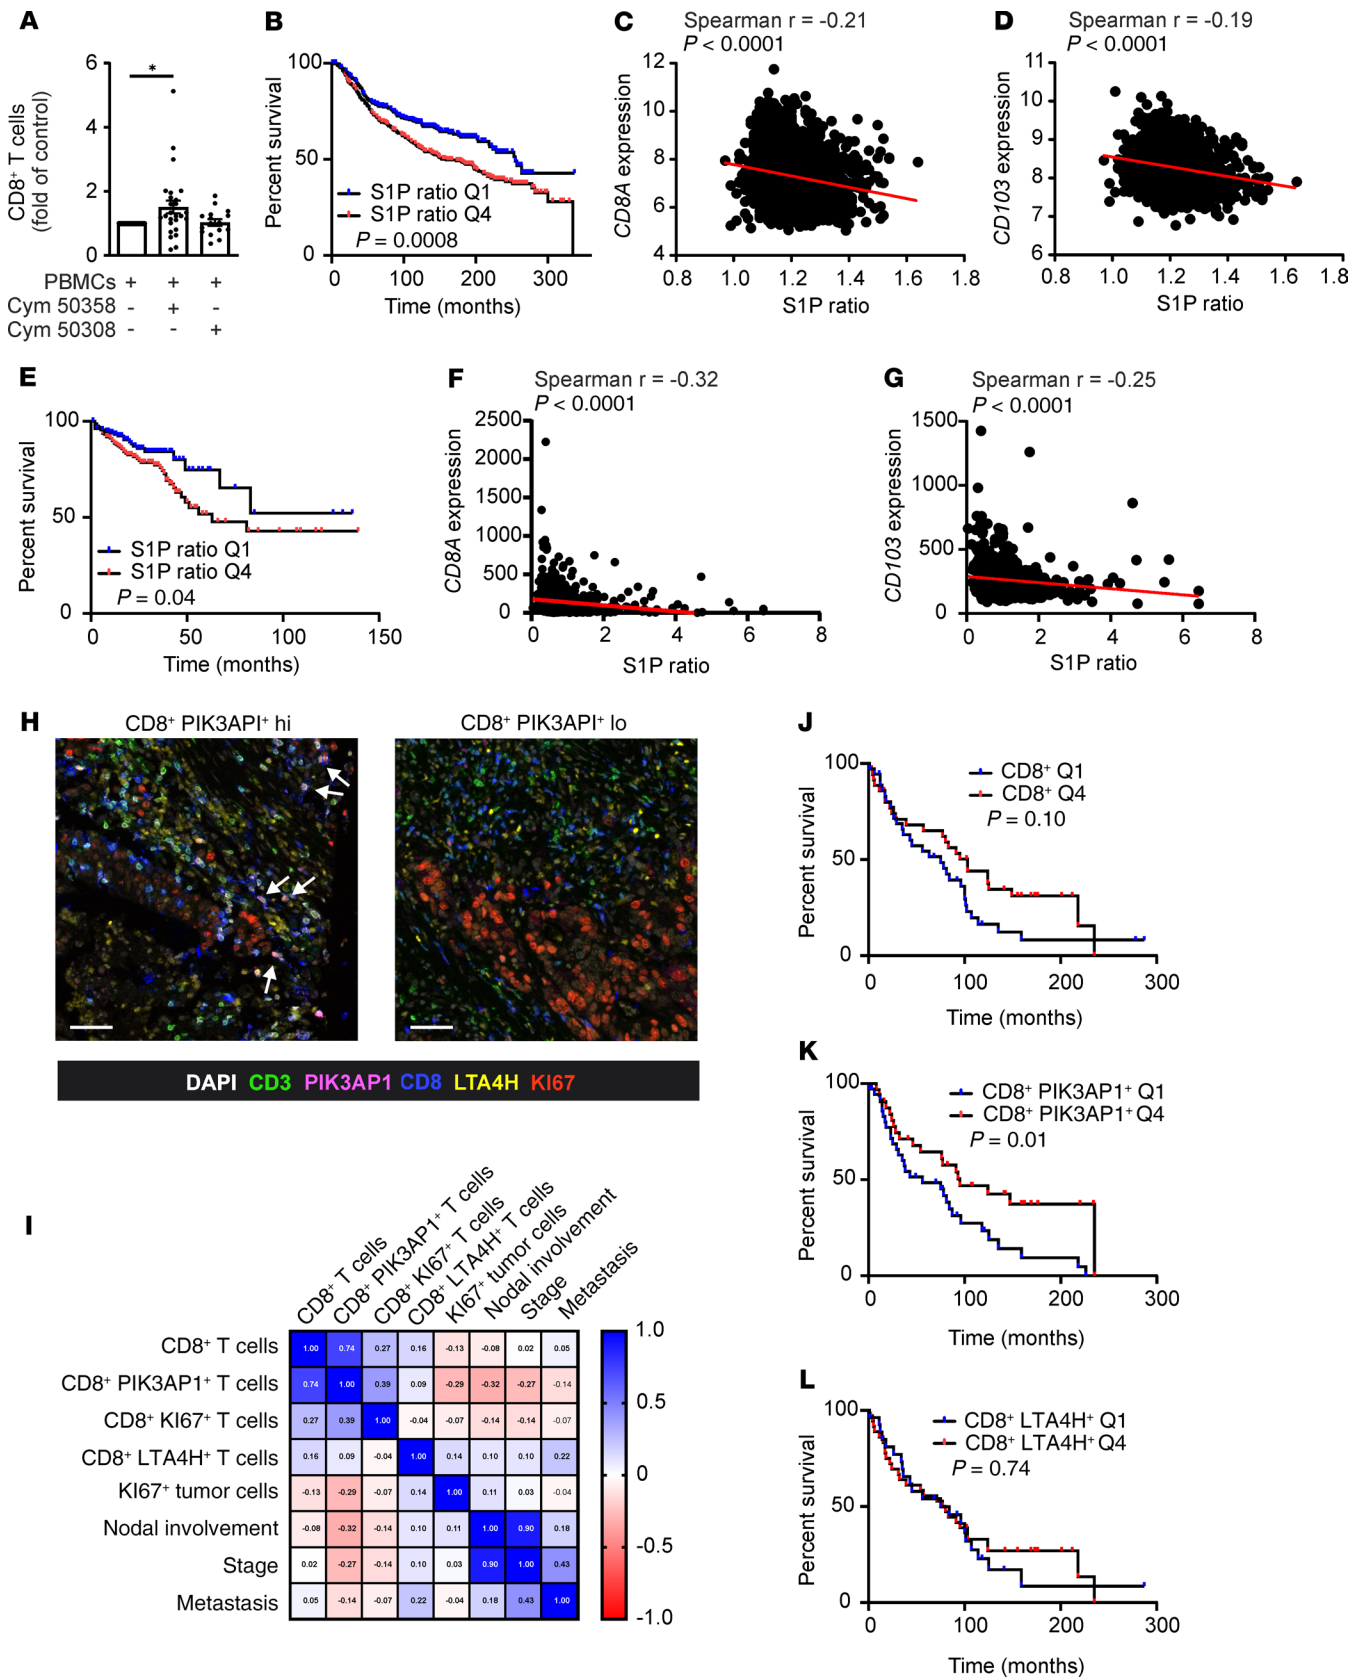 A
CD8+ T cells
(fold of control)
6
4
2
0
*
PBMCs + + +
Cym 50358 - + -
Cym 50308 - - +
B
Percent survival
100
50
0
S1P ratio Q1
S1P ratio Q4
P = 0.0008
0 100 200 300
Time (months)
C
Spearman r = -0.21
P < 0.0001
CD8A expression
12
10
8
6
4
0.8 1.0 1.2 1.4 1.6 1.8
S1P ratio
D
Spearman r = -0.19
P < 0.0001
CD103 expression
11
10
9
8
7
6
0.8 1.0 1.2 1.4 1.6 1.8
S1P ratio
E
Percent survival
100
50
0
S1P ratio Q1
S1P ratio Q4
P = 0.04
0 50 100 150
Time (months)
F
Spearman r = -0.32
P < 0.0001
CD8A expression
2500
2000
1500
1000
500
0
0 2 4 6 8
S1P ratio
G
Spearman r = -0.25
P < 0.0001
CD103 expression
1500
1000
500
0
0 2 4 6 8
S1P ratio
H
CD8+ PIK3API+ hi
CD8+ PIK3API+ lo
DAPI CD3 PIK3AP1 CD8 LTA4H KI67
I
CD8+ T cells
CD8+ PIK3AP1+ T cells
CD8+ KI67+ T cells
CD8+ LTA4H+ T cells
KI67+ tumor cells
Nodal involvement
Stage
Metastasis
CD8+ T cells 1.00 0.74 0.27 0.16 -0.13 -0.08 0.02 0.05
CD8+ PIK3AP1+ T cells 0.74 1.00 0.39 0.09 -0.29 -0.32 -0.27 -0.14
CD8+ KI67+ T cells 0.27 0.39 1.00 -0.04 -0.07 -0.14 -0.14 -0.07
CD8+ LTA4H+ T cells 0.16 0.09 -0.04 1.00 0.14 0.10 0.10 0.22
KI67+ tumor cells -0.13 -0.29 -0.07 0.14 1.00 0.11 0.03 -0.04
Nodal involvement -0.08 -0.32 -0.14 0.10 0.11 1.00 0.90 0.18
Stage 0.02 -0.27 -0.14 0.10 0.03 0.90 1.00 0.43
Metastasis 0.05 -0.14 -0.07 0.22 -0.04 0.18 0.43 1.00
1.0
0.5
0
-0.5
-1.0
J
Percent survival
100
50
0
CD8+ Q1
CD8+ Q4
P = 0.10
0 100 200 300
Time (months)
K
Percent survival
100
50
0
CD8+ PIK3AP1+ Q1
CD8+ PIK3AP1+ Q4
P = 0.01
0 100 200 300
Time (months)
L
Percent survival
100
50
0
CD8+ LTA4H+ Q1
CD8+ LTA4H+ Q4
P = 0.74
0 100 200 300
Time (months)